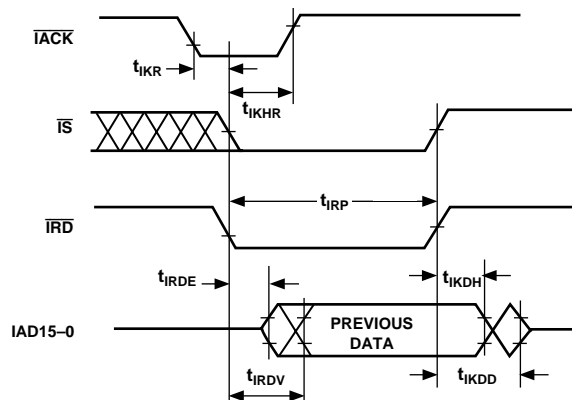 IACK
tIKR
tIKHR
IS
tIRP
IRD
tIRDE
tIKDH
IAD15–0
PREVIOUS
DATA
tIKDD
tIRDV